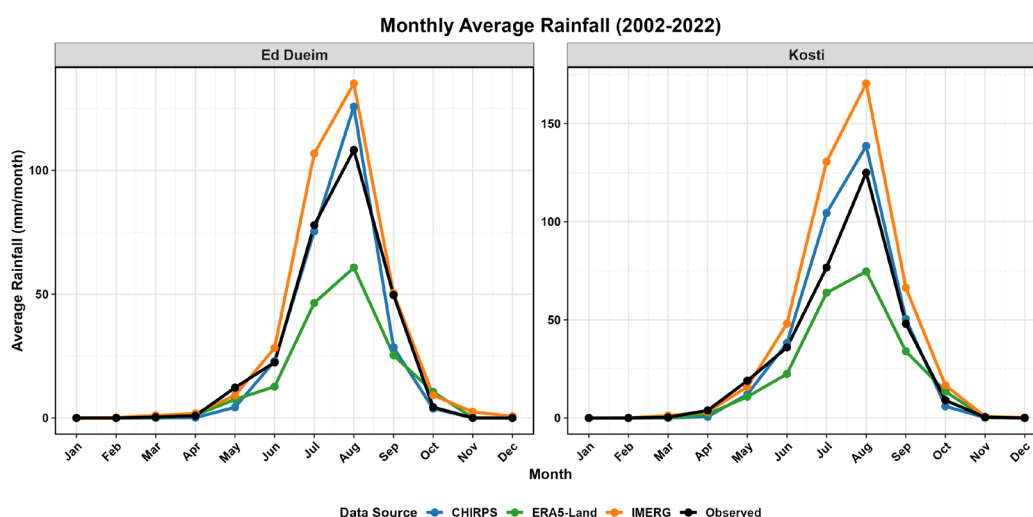 Monthly Average Rainfall (2002-2022)
Ed Dueim
Kosti
Average Rainfall (mm/month)
100
50
0
150
100
50
0
Jan Feb Mar Apr May Jun Jul Aug Sep Oct Nov Dec
Jan Feb Mar Apr May Jun Jul Aug Sep Oct Nov Dec
Month
Data Source CHIRPS ERA5-Land IMERG Observed